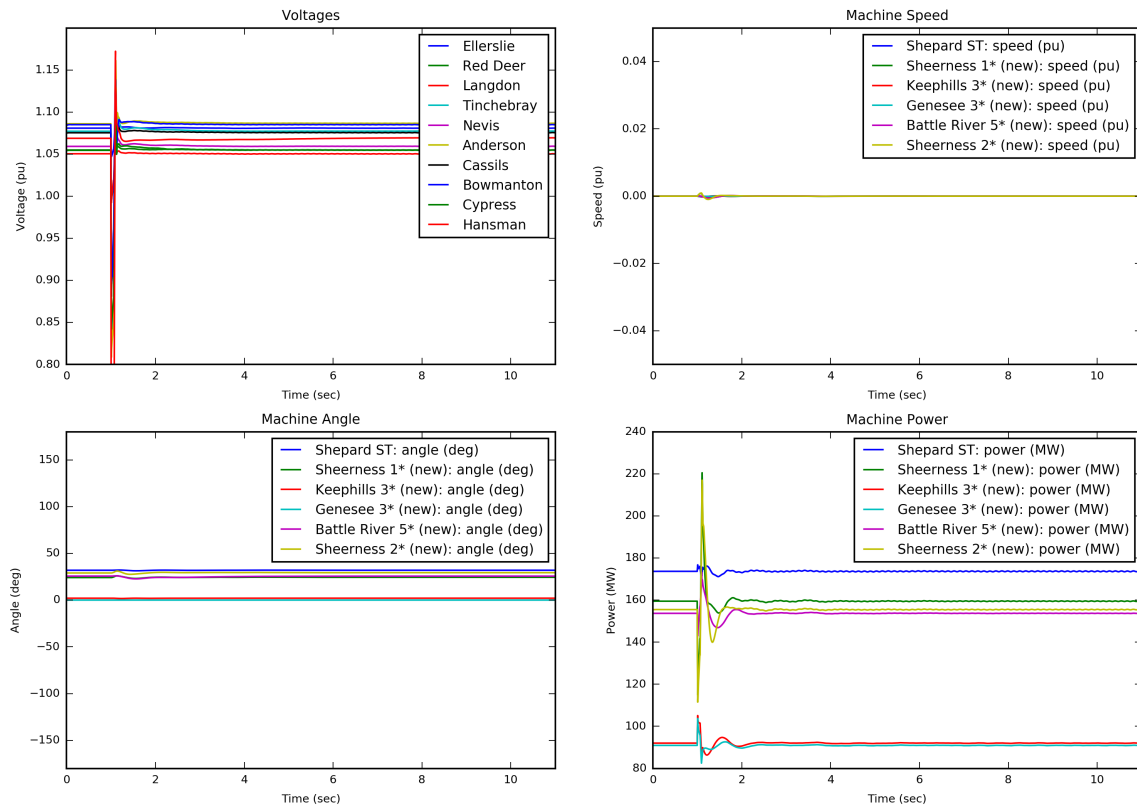 Voltages
1.15
1.10
1.05
1.00
0.95
0.90
0.85
0.80
Voltage (pu)
0
2
4
6
8
10
Time (sec)
Ellerslie
Red Deer
Langdon
Tinchebray
Nevis
Anderson
Cassils
Bowmanton
Cypress
Hansman
Machine Speed
0.04
0.02
0.00
−0.02
−0.04
Speed (pu)
0
2
4
6
8
10
Time (sec)
Shepard ST: speed (pu)
Sheerness 1* (new): speed (pu)
Keephills 3* (new): speed (pu)
Genesee 3* (new): speed (pu)
Battle River 5* (new): speed (pu)
Sheerness 2* (new): speed (pu)
Machine Angle
150
100
50
0
−50
−100
−150
Angle (deg)
0
2
4
6
8
10
Time (sec)
Shepard ST: angle (deg)
Sheerness 1* (new): angle (deg)
Keephills 3* (new): angle (deg)
Genesee 3* (new): angle (deg)
Battle River 5* (new): angle (deg)
Sheerness 2* (new): angle (deg)
Machine Power
240
220
200
180
160
140
120
100
80
Power (MW)
0
2
4
6
8
10
Time (sec)
Shepard ST: power (MW)
Sheerness 1* (new): power (MW)
Keephills 3* (new): power (MW)
Genesee 3* (new): power (MW)
Battle River 5* (new): power (MW)
Sheerness 2* (new): power (MW)